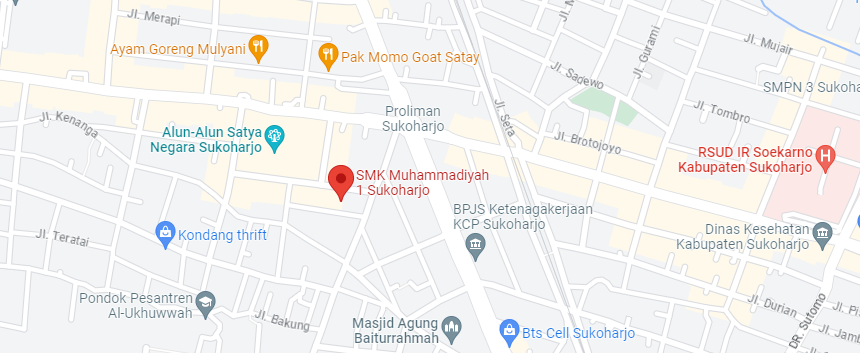 Jl. Merapi
Ayam Goreng Mulyani
Pak Momo Goat Satay
Jl. Gurami
Jl. Mujair
Jl. Sadewo
SMPN 3 Sukoha
Jl. Kenanga
Proliman
Sukoharjo
Jl. Seta
Jl. Tombro
Alun-Alun Satya
Negara Sukoharjo
Jl. Brotojoyo
RSUD IR Soekarno
Kabupaten Sukoharjo
SMK Muhammadiyah
1 Sukoharjo
BPJS Ketenagakerjaan
KCP Sukoharjo
Jl. Teratai
Kondang thrift
Dinas Kesehatan
Kabupaten Sukoharjo
Pondok Pesantren
Al-Ukhuwwah
Jl. Bakung
Masjid Agung
Baiturrahmah
Bts Cell Sukoharjo
Jl. Durian
DR. Sutomo
Jl. Jam